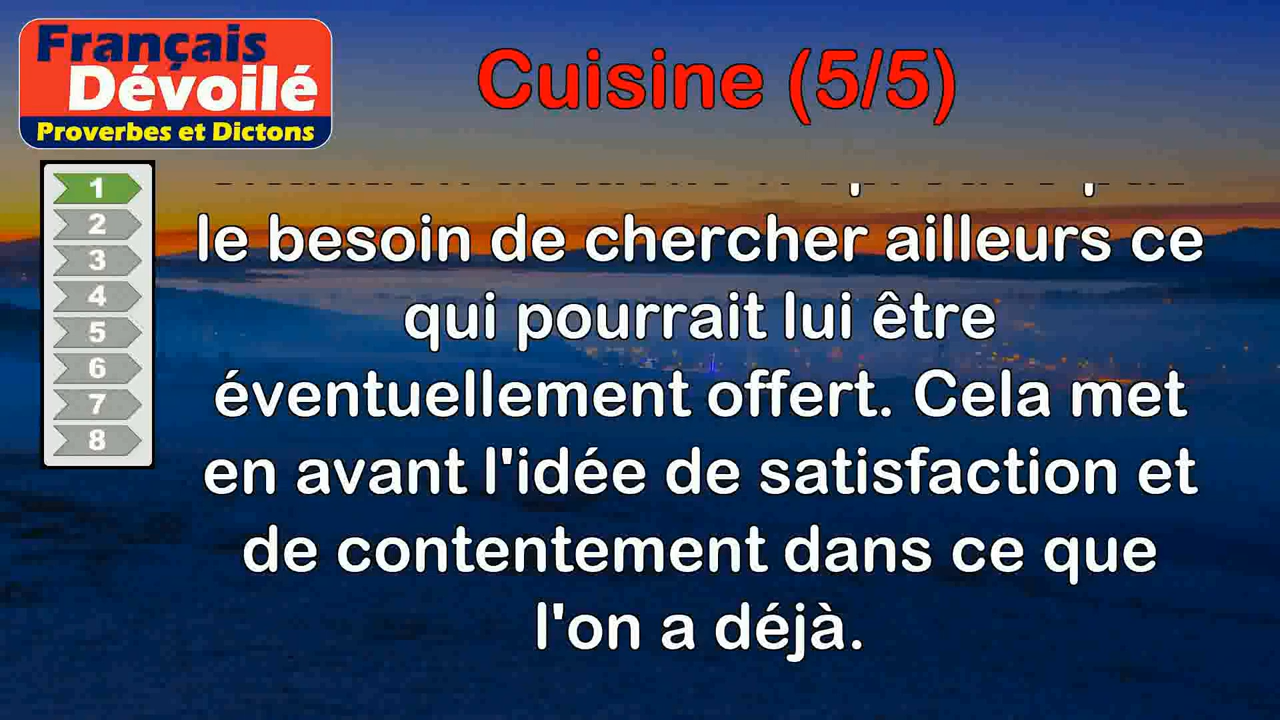 Français
Dévoilé
Proverbes et Dictons
Cuisine (5/5)
1
2
3
4
5
6
7
8
le besoin de chercher ailleurs ce
qui pourrait lui être
éventuellement offert. Cela met
en avant l'idée de satisfaction et
de contentement dans ce que
l'on a déjà.